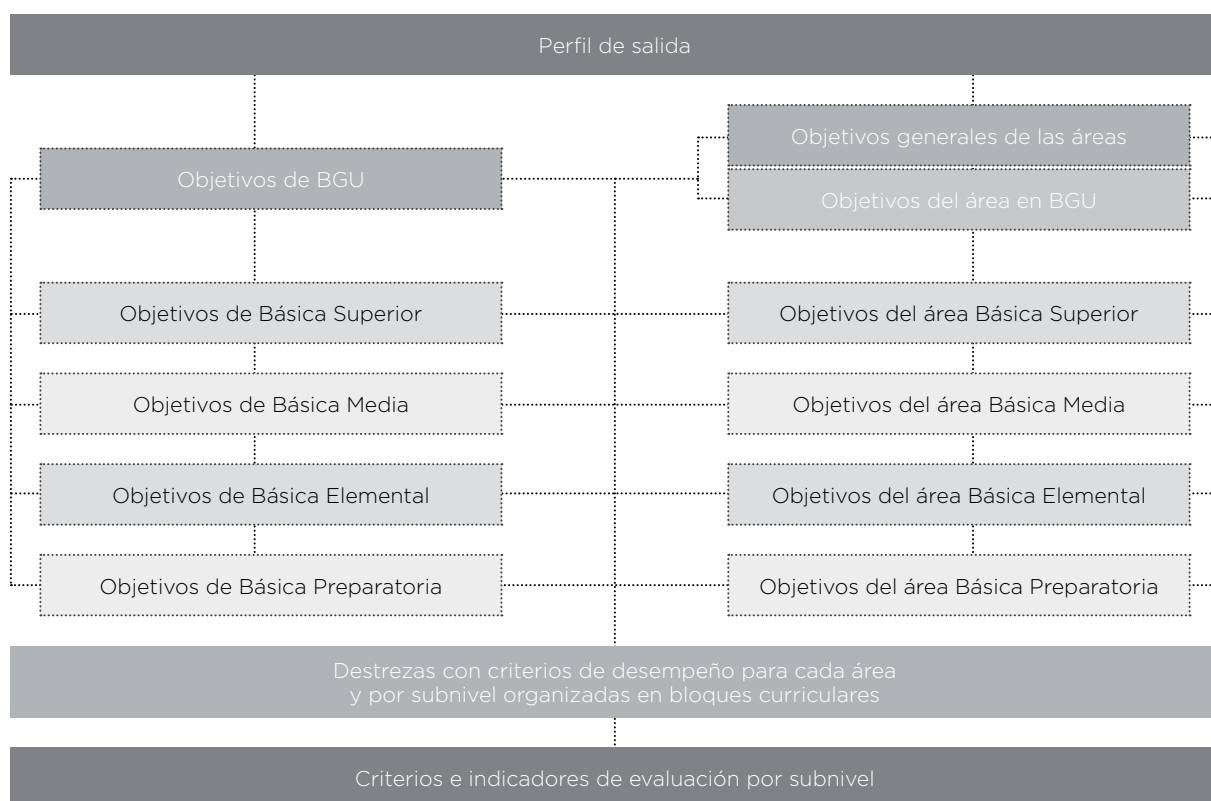 Perfil de salida
Objetivos generales de las áreas
Objetivos de BGU
Objetivos del área en BGU
Objetivos de Básica Superior
Objetivos del área Básica Superior
Objetivos de Básica Media
Objetivos del área Básica Media
Objetivos de Básica Elemental
Objetivos del área Básica Elemental
Objetivos de Básica Preparatoria
Objetivos del área Básica Preparatoria
Destrezas con criterios de desempeño para cada área
y por subnivel organizadas en bloques curriculares
Criterios e indicadores de evaluación por subnivel